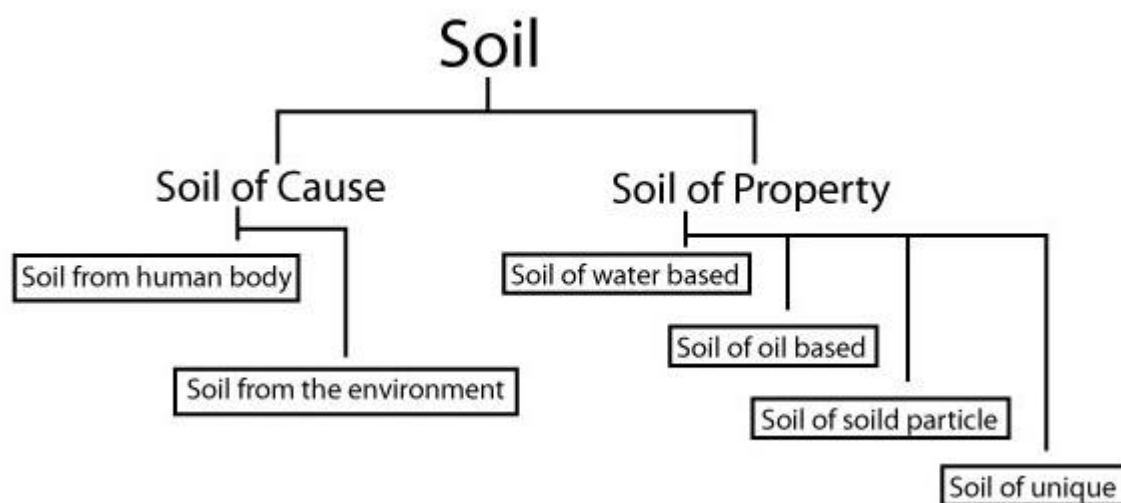 Soil
Soil of Cause
Soil of Property
Soil from human body
Soil from the environment
Soil of water based
Soil of oil based
Soil of soild particle
Soil of unique